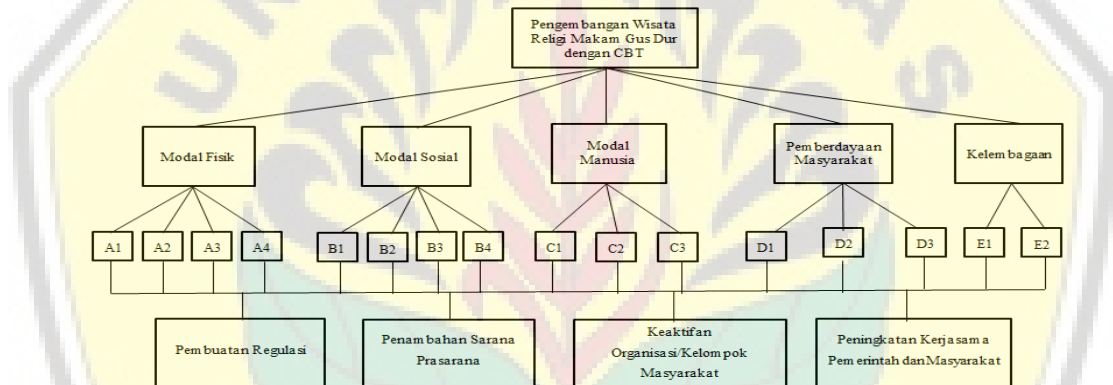 Pengembangan Wisata
Religi Makam Gus Dur
dengan CBT
Modal Fisik
Modal Sosial
Modal
Manusia
Pemberdayaan
Masyarakat
Kelembagaan
A1 A2 A3 A4 B1 B2 B3 B4 C1 C2 C3 D1 D2 D3 E1 E2
Pembuatan Regulasi
Penambahan Sarana
Prasarana
Keaktifan
Organisasi/Kelompok
Masyarakat
Peningkatan Kerjasama
Pemerintah dan Masyarakat